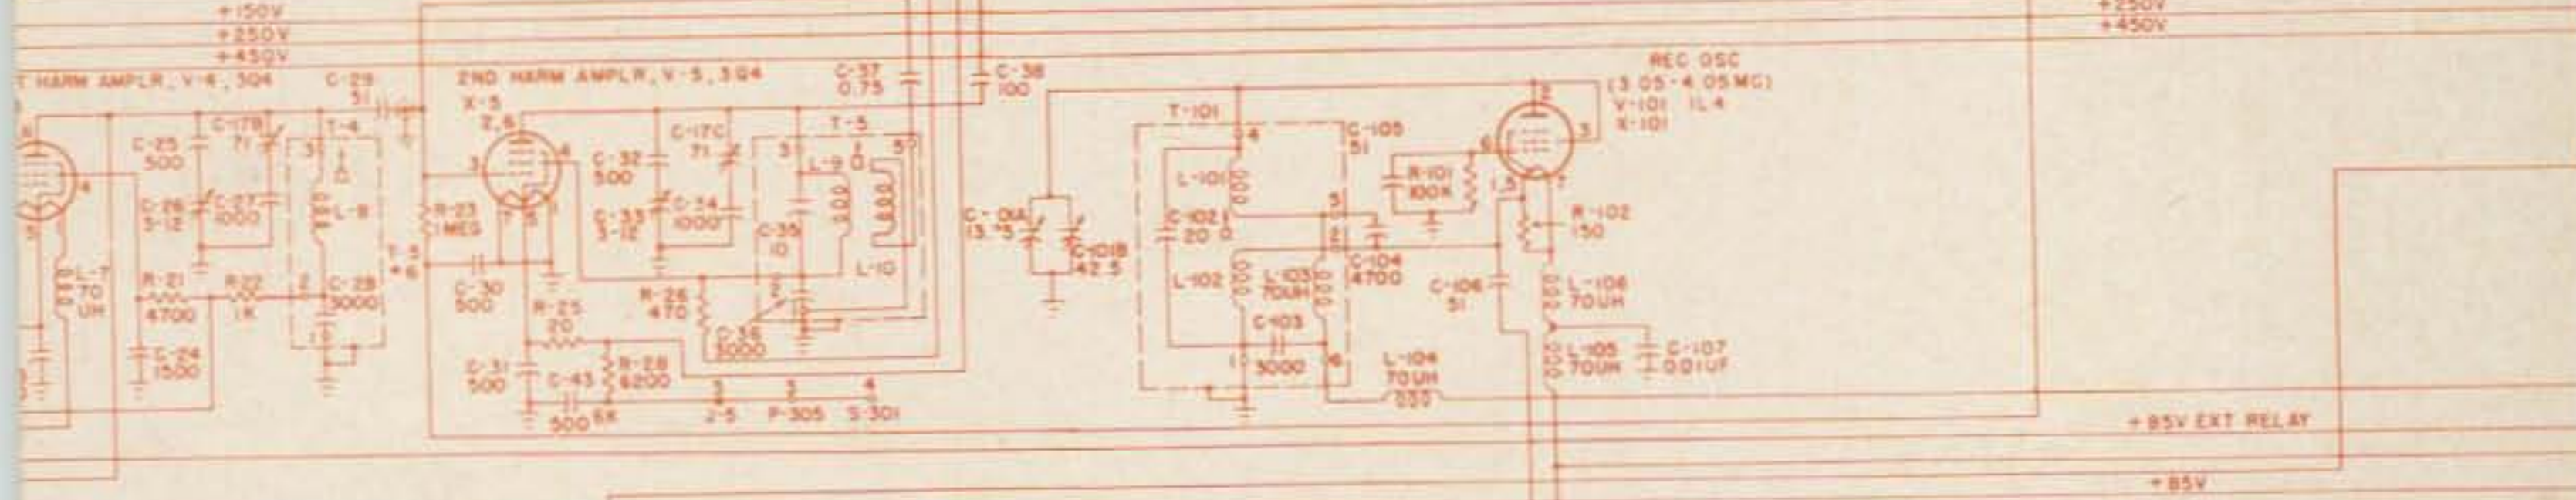 +150V
+250V
+450V
+250V
+450V
T HARM AMPLR, V-4, 3Q4
C-29
51
2ND HARM AMPLR, V-5, 3Q4
X-5
2,6
C-37
0.75
C-38
100
REC OSC
(3.05-4.05MC)
V-101 1L4
X-101
C-25
500
C-17B
71
T-4
C-26
3-12
C-27
1000
L-8
R-23
1MEG
C-32
500
C-17C
71
T-5
L-9
C-33
3-12
C-34
1000
C-35
10
L-10
T-101
C-105
51
L-101
C-102
20
R-101
100K
R-102
150
C-101B
42.5
L-102
L-103
70UH
C-104
4700
C-106
51
L-106
70UH
L-7
70
UH
R-21
4700
R-22
1K
C-28
3000
C-30
500
R-25
20
R-26
470
C-36
3000
C-103
3000
C-24
1500
C-31
500
C-43
500
R-28
6200
6K
J-5
P-305
S-301
L-104
70UH
L-105
70UH
C-107
0.01UF
+85V EXT RELAY
+85V